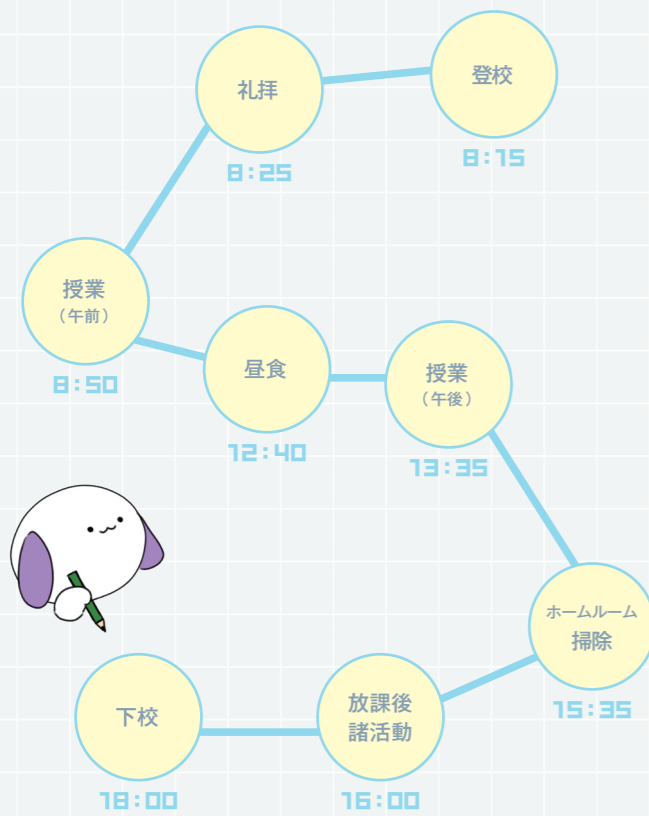 登校
8:15
礼拝
8:25
授業
(午前)
8:50
昼食
12:40
授業
(午後)
13:35
ホームルーム
掃除
15:35
放課後
諸活動
16:00
下校
18:00